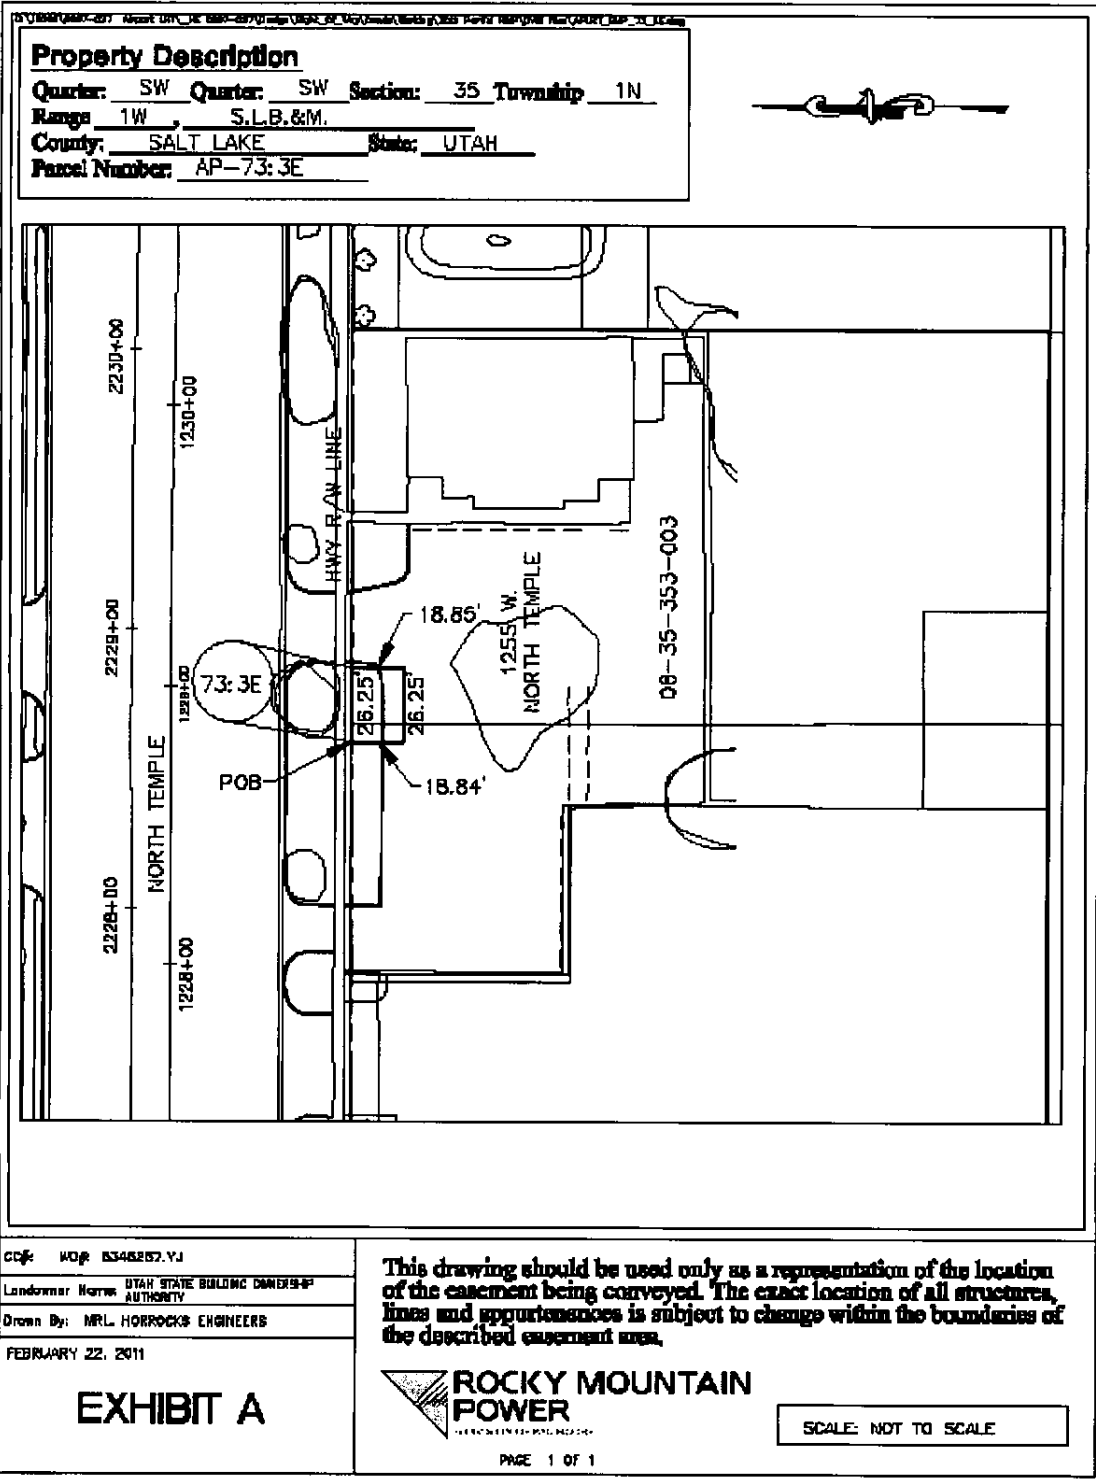 Property Description
Quarter: SW Quarter: SW Section: 35 Township 1N
Range 1W , S.L.B.&M.
County: SALT LAKE State: UTAH
Parcel Number: AP-73:3E
2230+00
1230+00
HWY R/W LINE
2229+00
1229+00
73:3E
18.85'
26.25'
26.25'
1255 W.
NORTH TEMPLE
08-35-353-003
POB
18.84'
NORTH TEMPLE
2228+00
1228+00
CC#: WO#:
Landowner Name: UTAH STATE BUILDING OWNERSHIP
AUTHORITY
Drawn By: MRL HORROCKS ENGINEERS
FEBRUARY 22, 2011
EXHIBIT A
This drawing should be used only as a representation of the location
of the easement being conveyed. The exact location of all structures,
lines and appurtenances is subject to change within the boundaries of
the described easement area.
ROCKY MOUNTAIN
POWER
PAGE 1 OF 1
SCALE: NOT TO SCALE